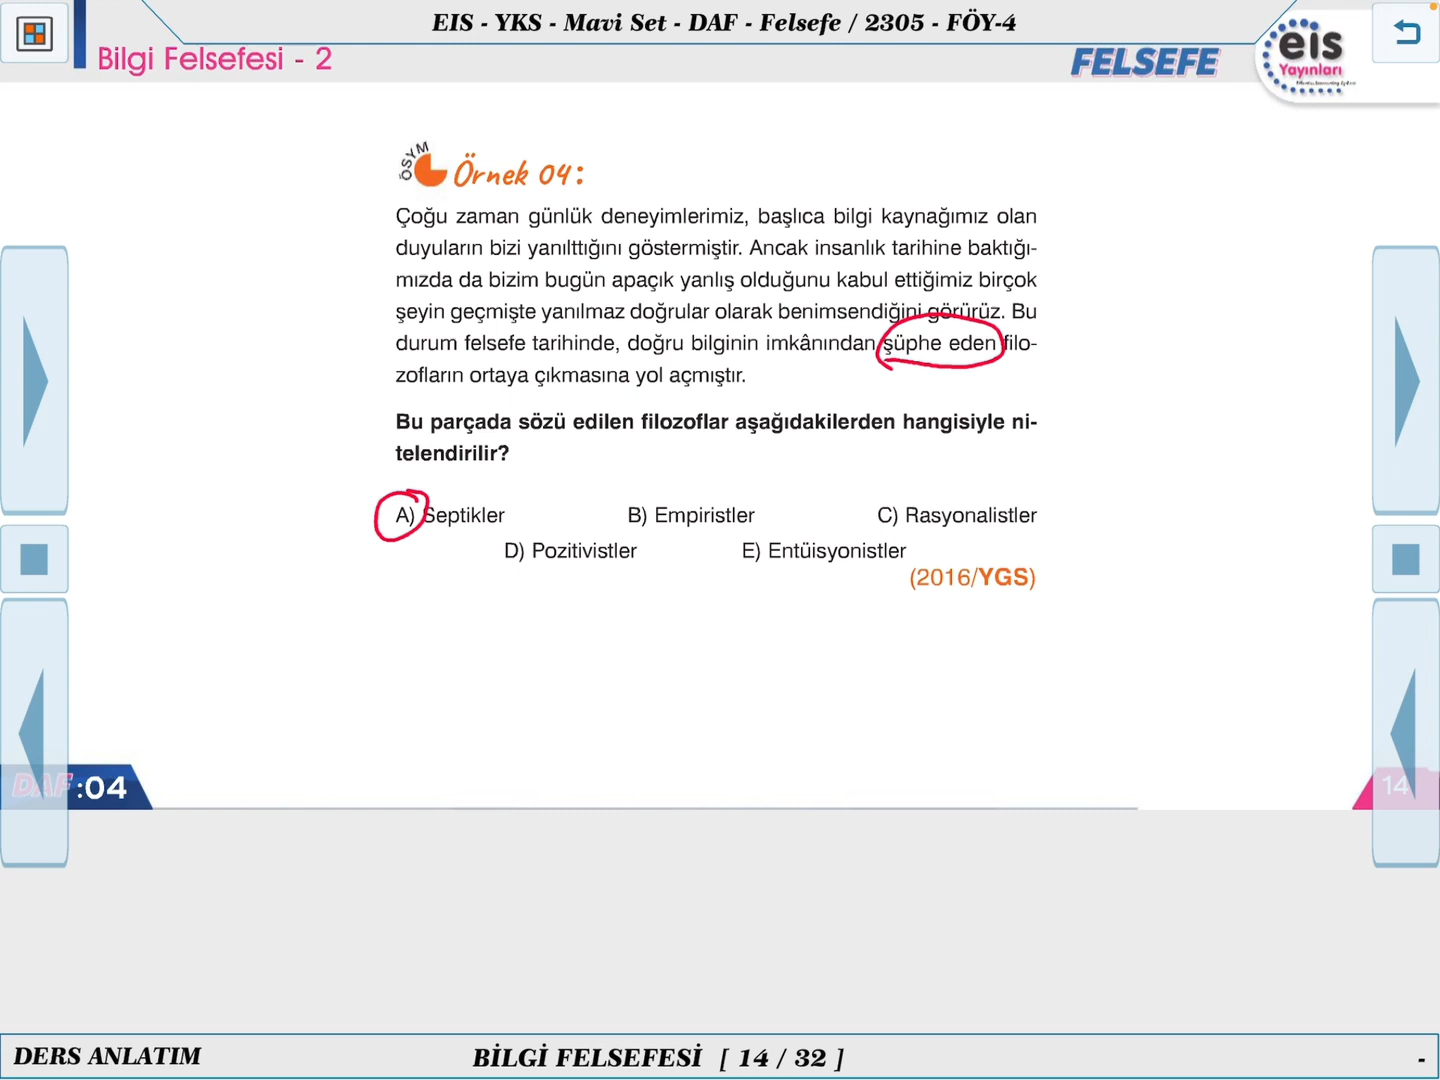 EIS - YKS - Mavi Set - DAF - Felsefe / 2305 - FÖY-4
Bilgi Felsefesi - 2
FELSEFE
eis
Yayınları
ÖSYM
Örnek 04:
Çoğu zaman günlük deneyimlerimiz, başlıca bilgi kaynağımız olan
duyuların bizi yanılttığını göstermiştir. Ancak insanlık tarihine baktığı-
mızda da bizim bugün apaçık yanlış olduğunu kabul ettiğimiz birçok
şeyin geçmişte yanılmaz doğrular olarak benimsendiğini görürüz. Bu
durum felsefe tarihinde, doğru bilginin imkânından şüphe eden filo-
zofların ortaya çıkmasına yol açmıştır.
Bu parçada sözü edilen filozoflar aşağıdakilerden hangisiyle ni-
telendirilir?
A) Septikler B) Empiristler C) Rasyonalistler
D) Pozitivistler E) Entüisyonistler
(2016/YGS)
DAF :04
14
DERS ANLATIM
BİLGİ FELSEFESİ [ 14 / 32 ]
-